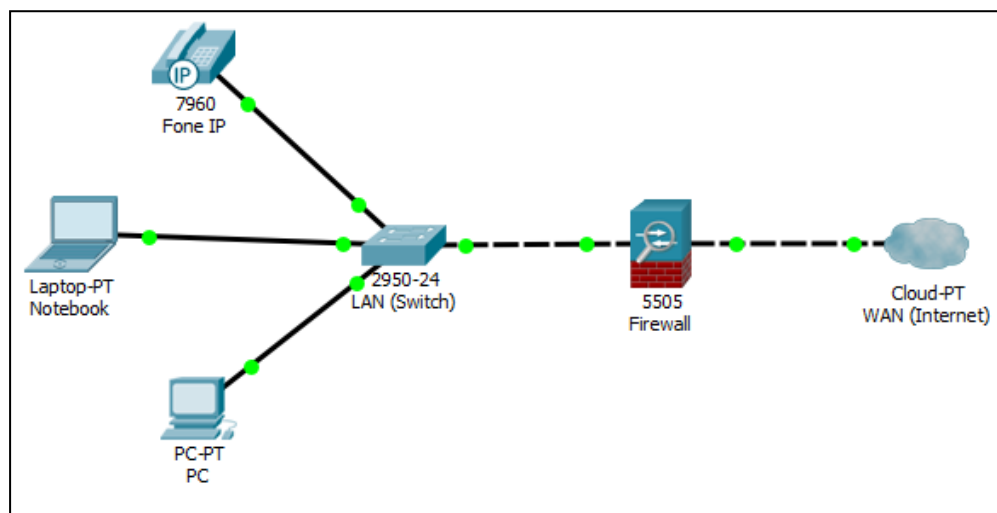 IP
7960
Fone IP
Laptop-PT
Notebook
2950-24
LAN (Switch)
5505
Firewall
Cloud-PT
WAN (Internet)
PC-PT
PC